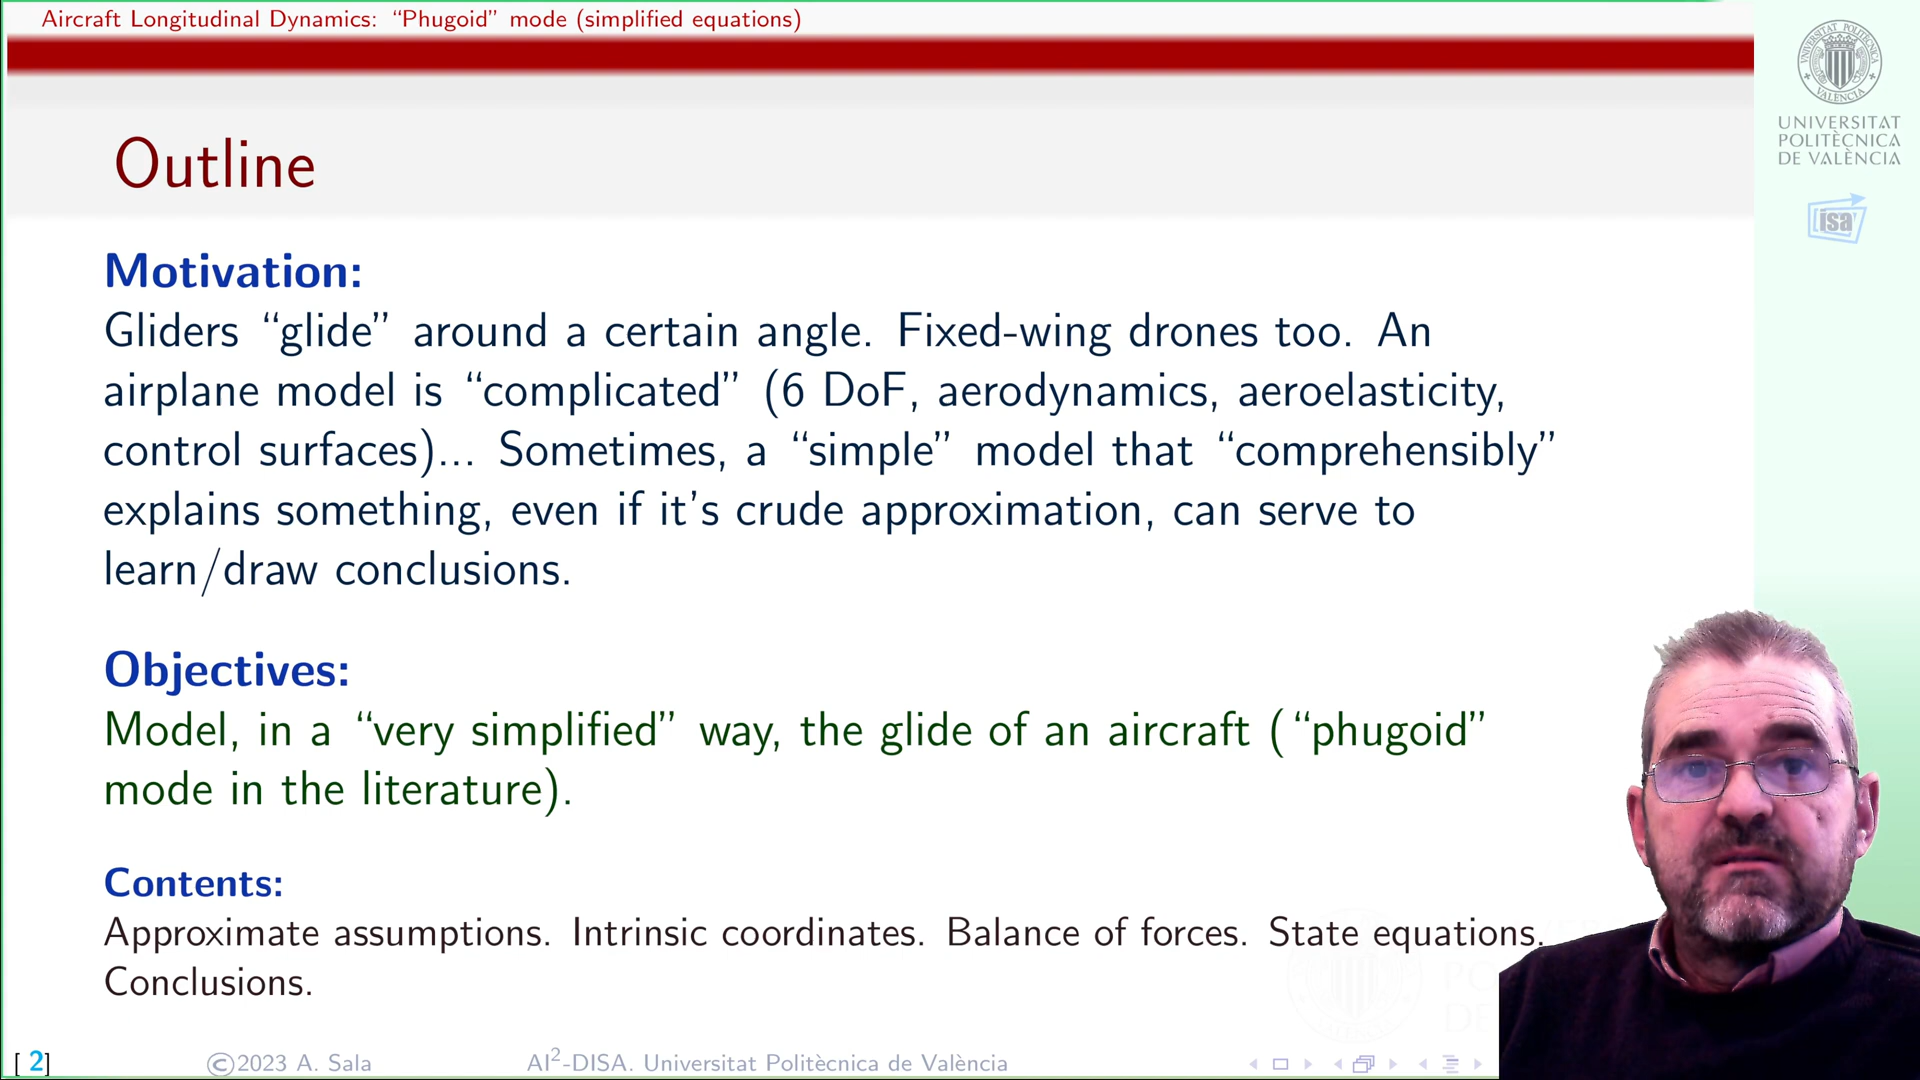 Aircraft Longitudinal Dynamics: “Phugoid” mode (simplified equations)
UNIVERSITAT
POLITÈCNICA
DE VALÈNCIA
isa
Outline
Motivation:
Gliders “glide” around a certain angle. Fixed-wing drones too. An
airplane model is “complicated” (6 DoF, aerodynamics, aeroelasticity,
control surfaces)... Sometimes, a “simple” model that “comprehensibly”
explains something, even if it’s crude approximation, can serve to
learn/draw conclusions.
Objectives:
Model, in a “very simplified” way, the glide of an aircraft (“phugoid”
mode in the literature).
Contents:
Approximate assumptions. Intrinsic coordinates. Balance of forces. State equations.
Conclusions.
[ 2]
©2023 A. Sala
AI²-DISA. Universitat Politècnica de València